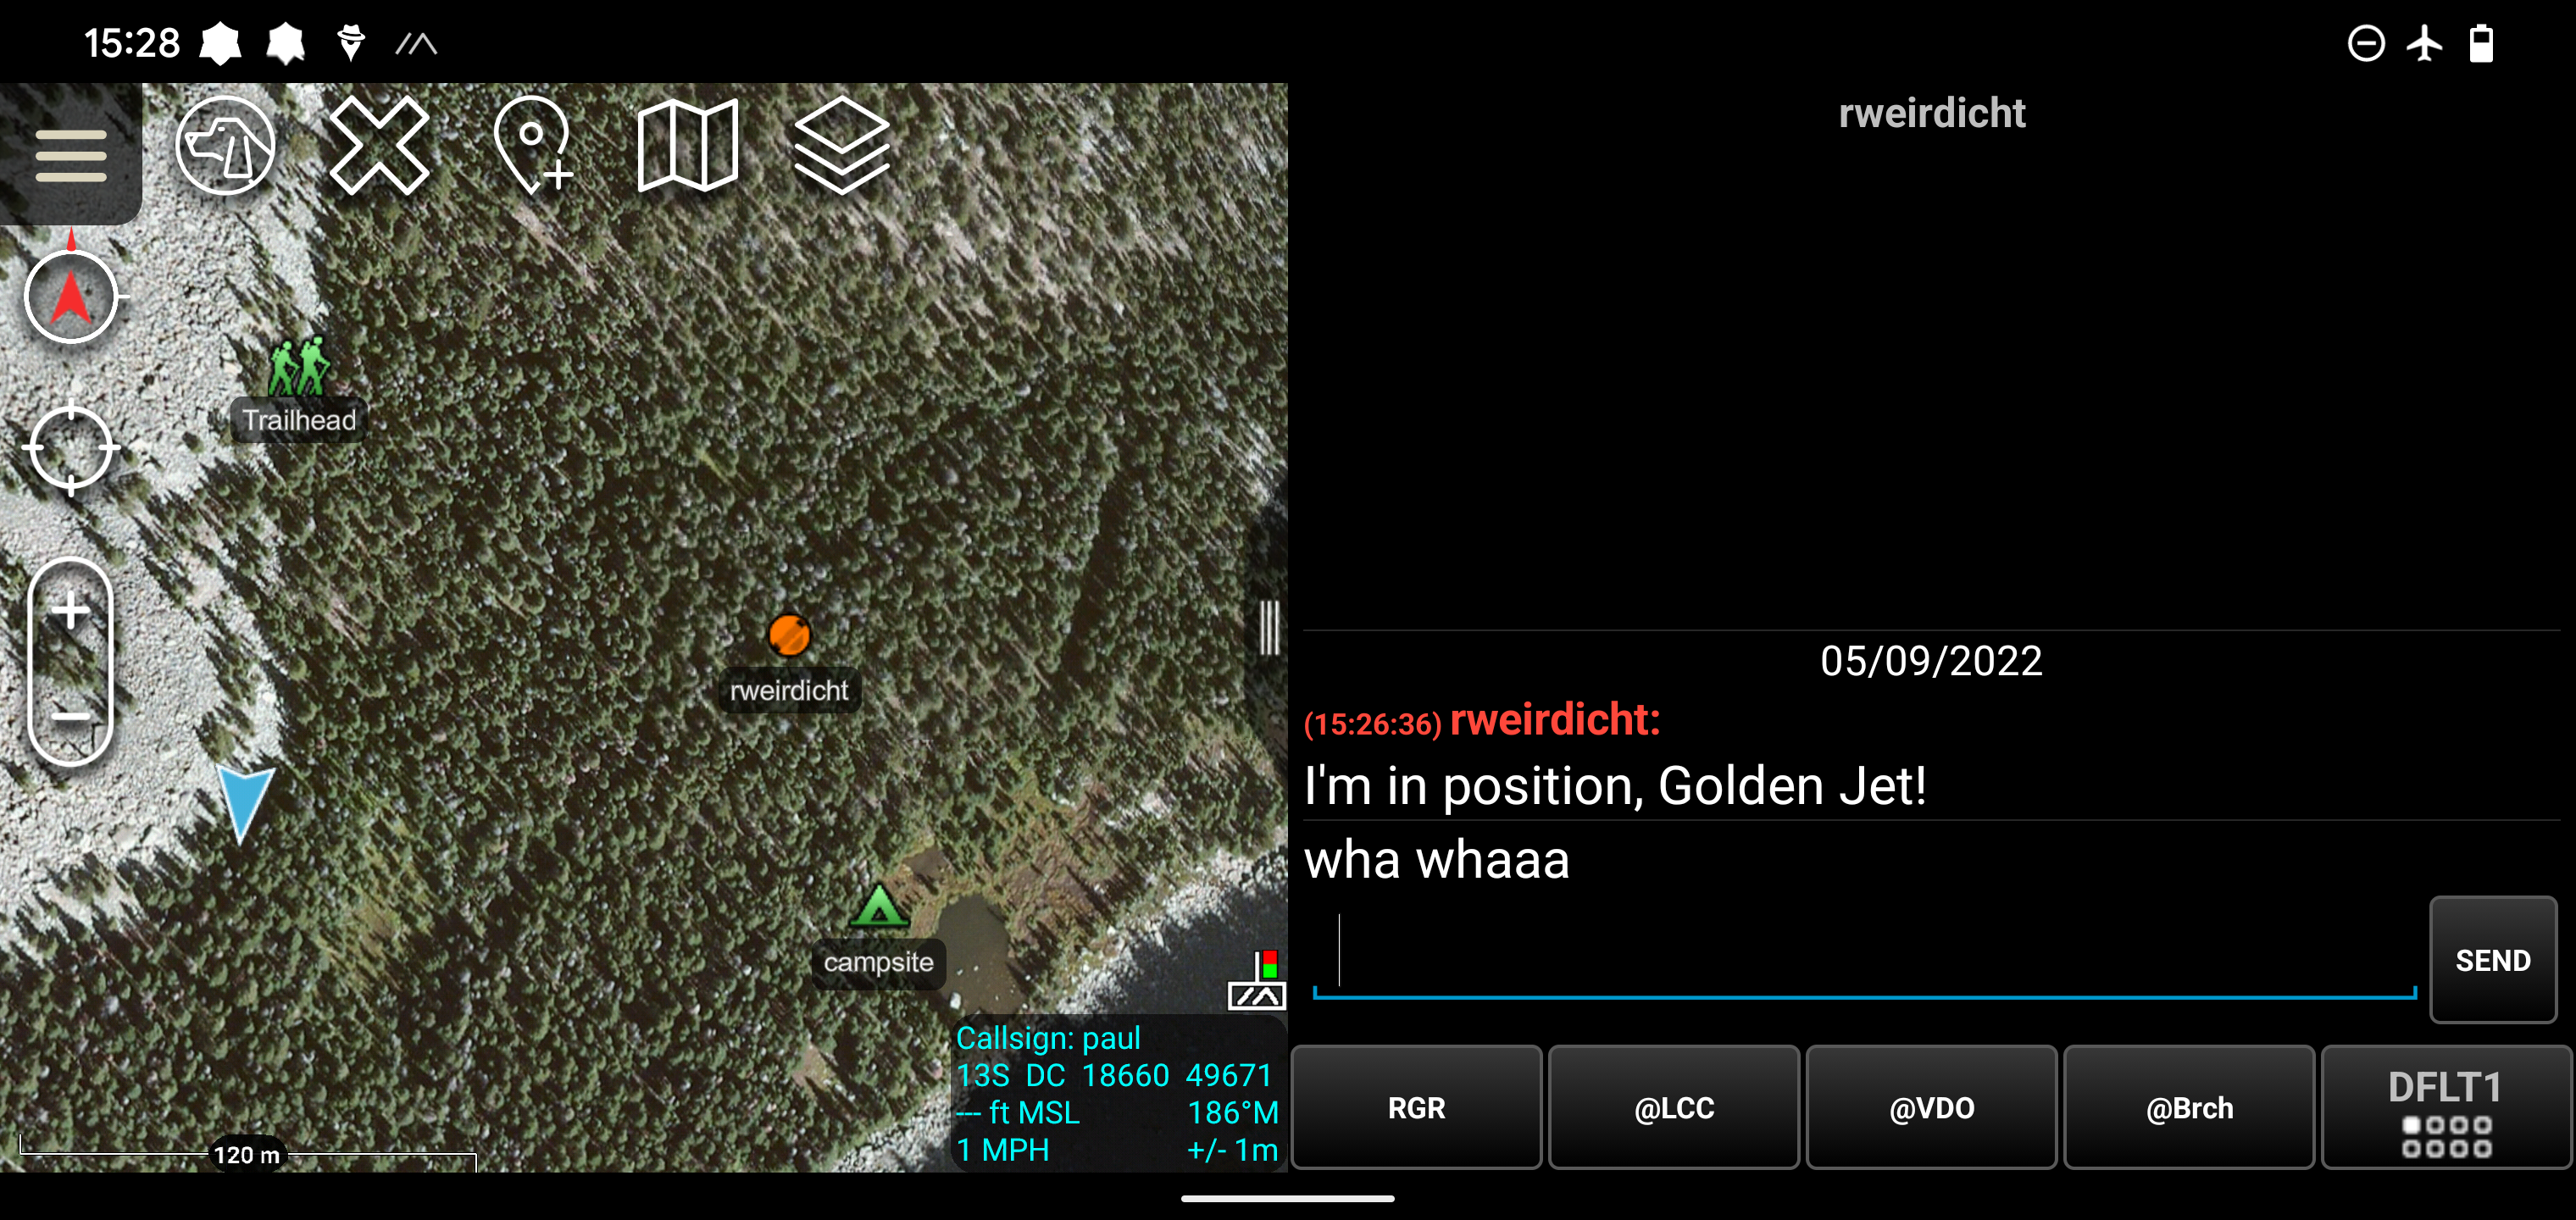 15:28
Trailhead
rweirdicht
campsite
Callsign: paul
13S DC 18660 49671
--- ft MSL 186°M
1 MPH +/- 1m
120 m
rweirdicht
05/09/2022
(15:26:36) rweirdicht:
I'm in position, Golden Jet!
wha whaaa
SEND
RGR
@LCC
@VDO
@Brch
DFLT1